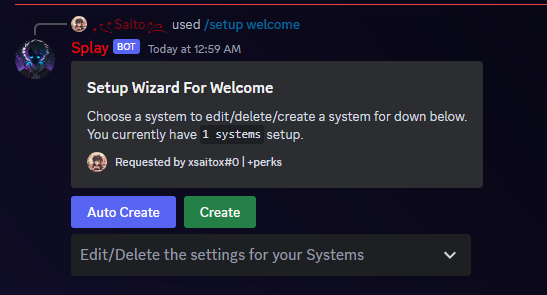 Saito used /setup welcome
Splay BOT Today at 12:59 AM
Setup Wizard For Welcome
Choose a system to edit/delete/create a system for down below.
You currently have 1 systems setup.
Requested by xsaitox#0 | +perks
Auto Create Create
Edit/Delete the settings for your Systems